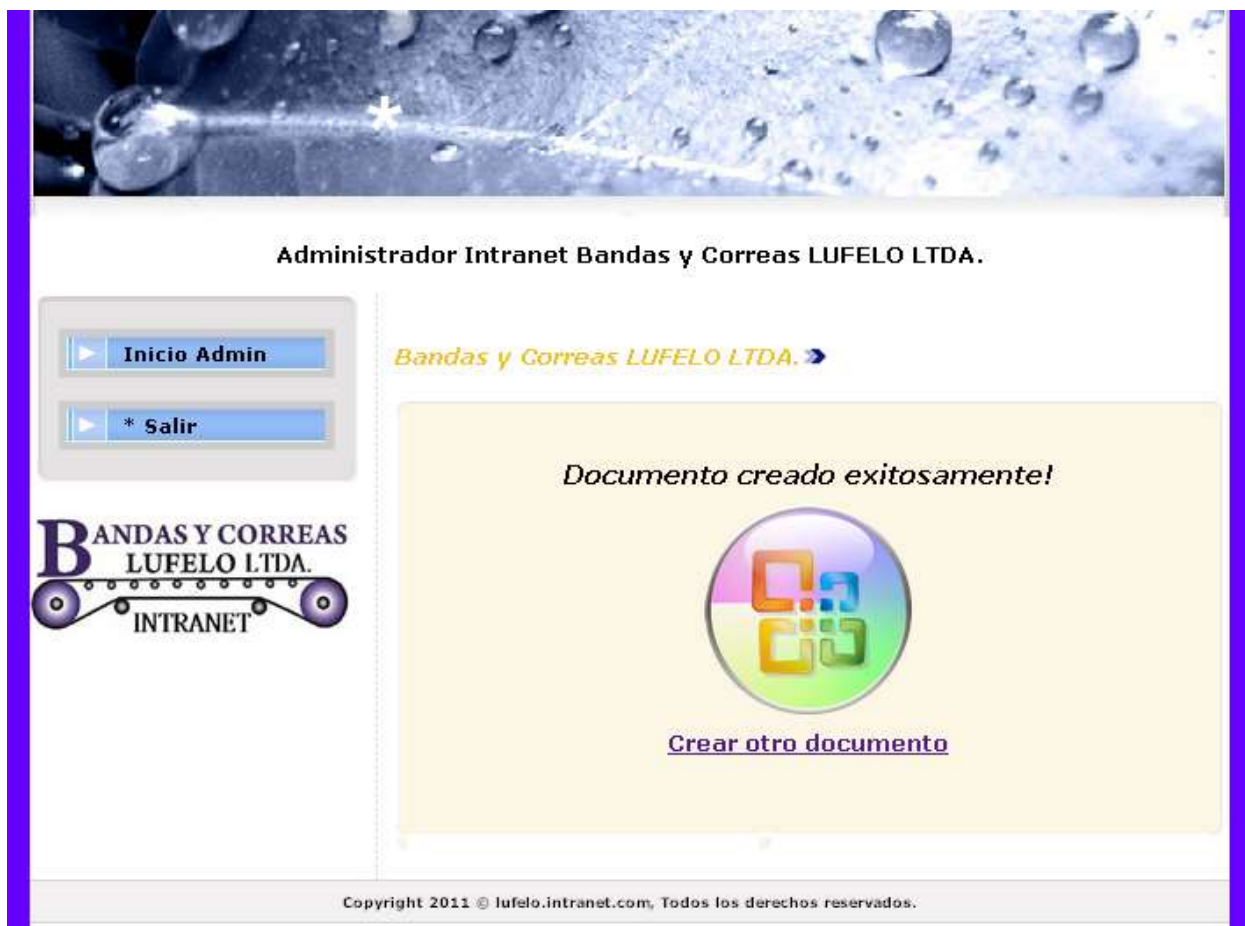 *
Administrador Intranet Bandas y Correas LUFELO LTDA.
Inicio Admin
* Salir
BANDAS Y CORREAS
LUFELO LTDA.
INTRANET
Bandas y Correas LUFELO LTDA.
Documento creado exitosamente!
Crear otro documento
Copyright 2011 © lufelo.intranet.com, Todos los derechos reservados.